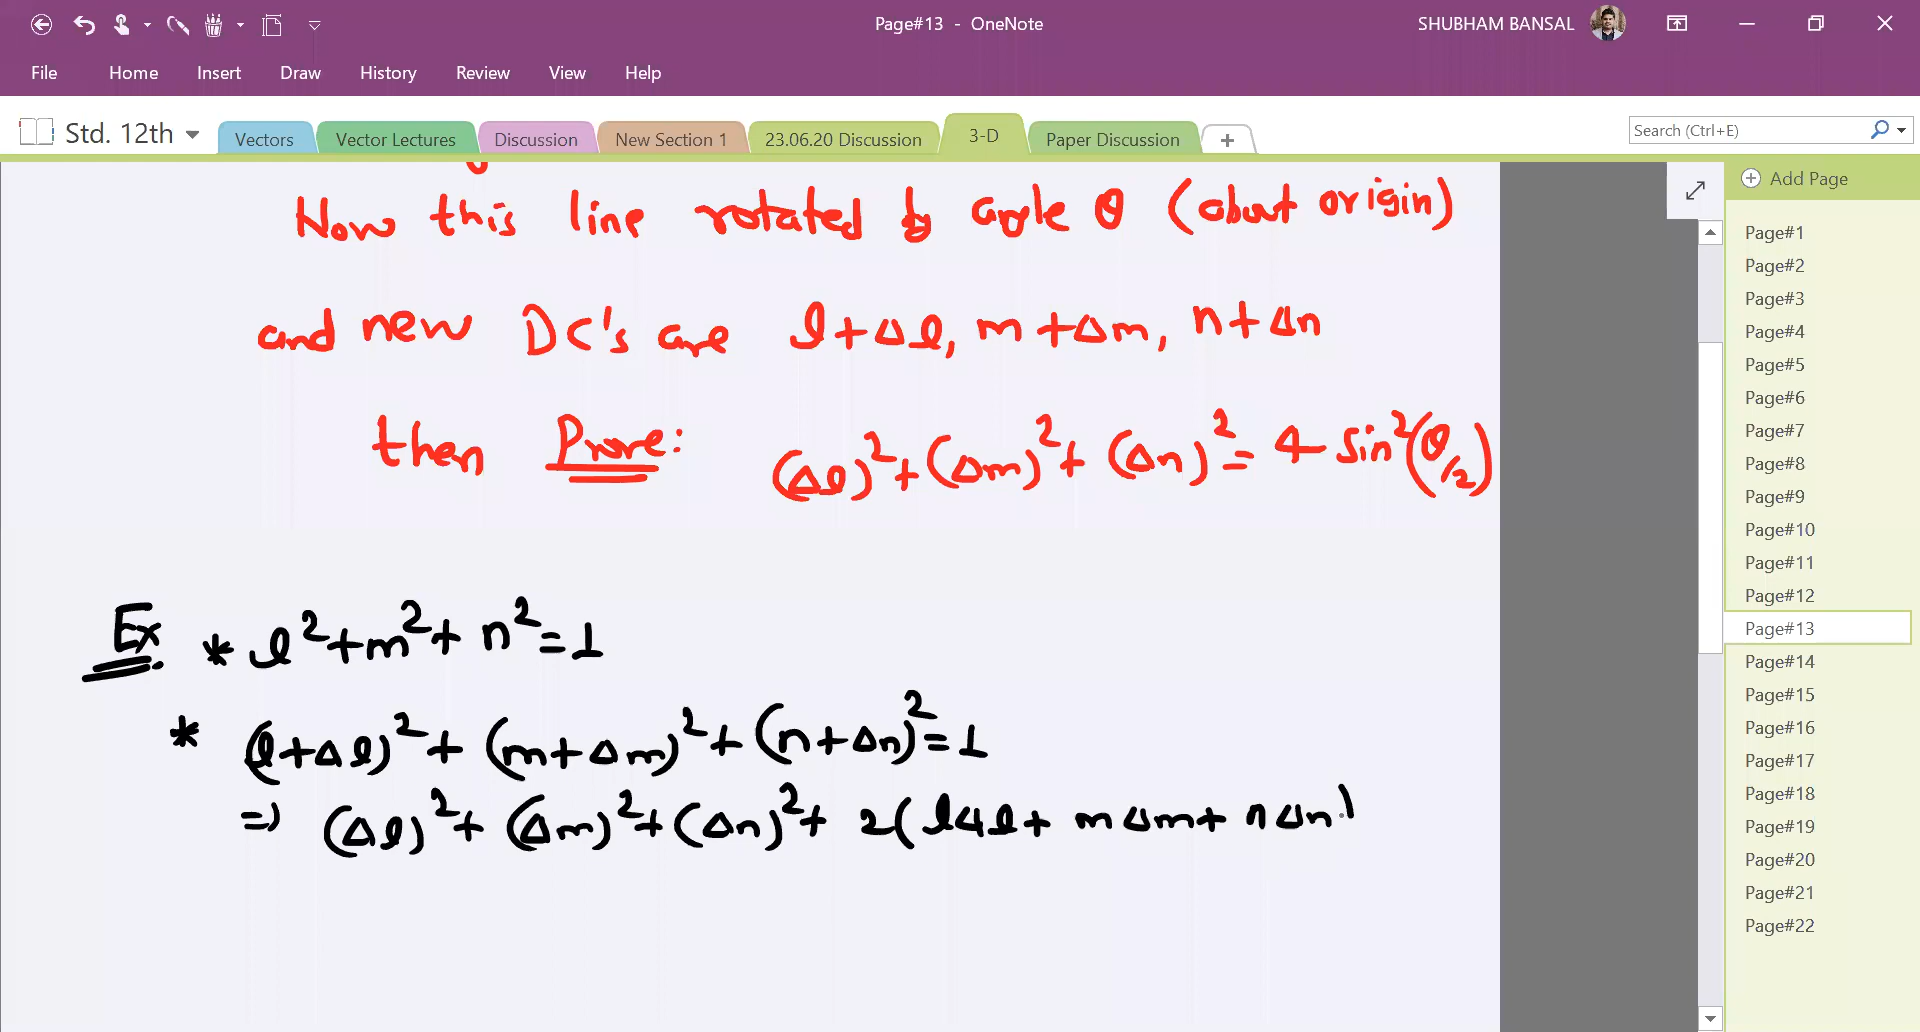 Page#13 - OneNote
SHUBHAM BANSAL
File Home Insert Draw History Review View Help
Std. 12th
Vectors
Vector Lectures
Discussion
New Section 1
23.06.20 Discussion
3-D
Paper Discussion
+
Search (Ctrl+E)
Now this line rotated by angle θ (about origin)
and new DC's are l+Δl, m+Δm, n+Δn
then Prove: (Δl)²+(Δm)²+(Δn)²=4 sin²(θ/2)
Ex * l²+m²+n²=1
* (l+Δl)²+(m+Δm)²+(n+Δn)²=1
=) (Δl)²+(Δm)²+(Δn)²+2(lΔl+mΔm+nΔn)
Add Page
Page#1
Page#2
Page#3
Page#4
Page#5
Page#6
Page#7
Page#8
Page#9
Page#10
Page#11
Page#12
Page#13
Page#14
Page#15
Page#16
Page#17
Page#18
Page#19
Page#20
Page#21
Page#22